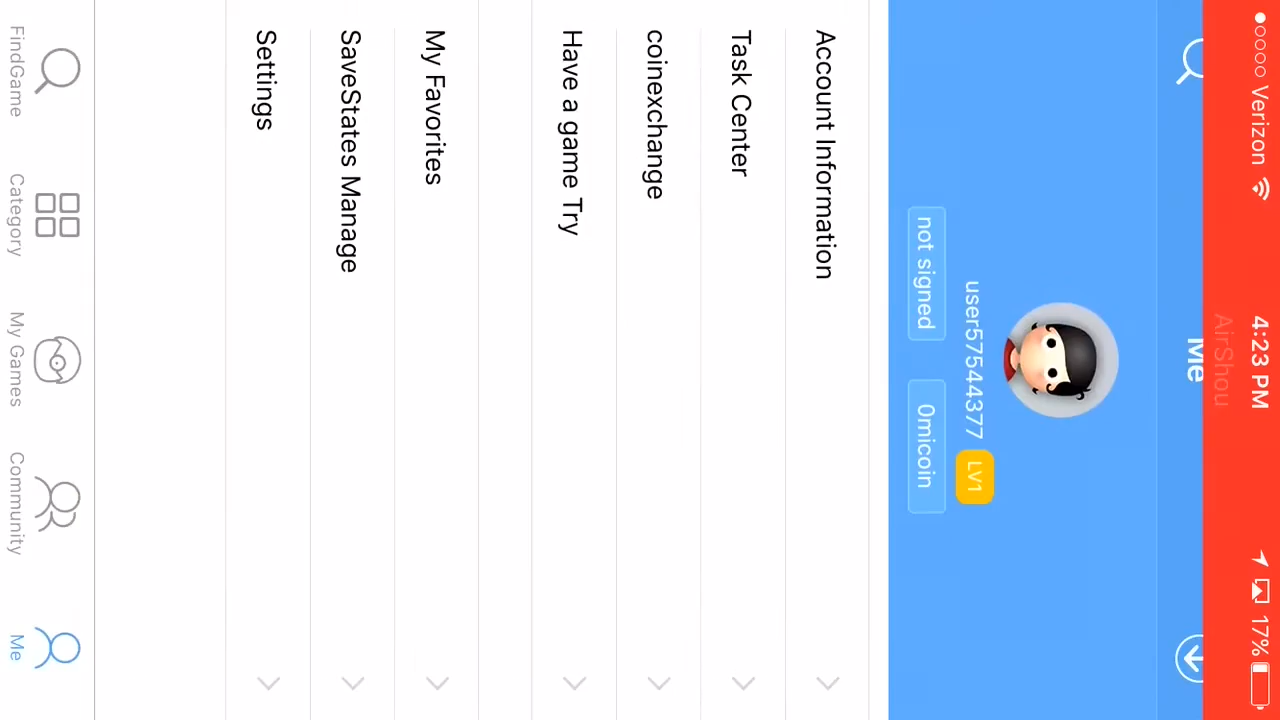 Verizon 4:23 PM 17%
AirShou
Me
user57544377 LV1
not signed 0micoin
Account Information
Task Center
coinexchange
Have a game Try
My Favorites
SaveStates Manage
Settings
FindGame Category My Games Community Me